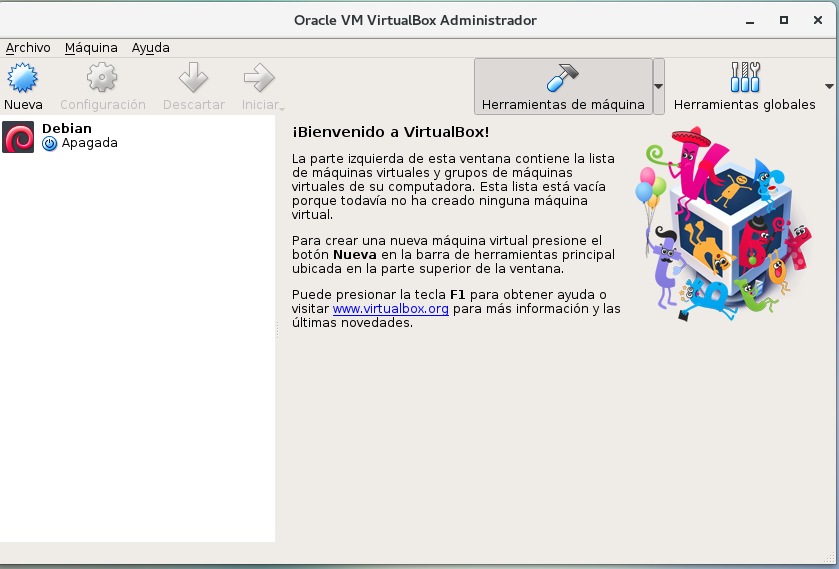 Oracle VM VirtualBox Administrador
Archivo Máquina Ayuda
Nueva Configuración Descartar Iniciar
Herramientas de máquina Herramientas globales
Debian
Apagada
¡Bienvenido a VirtualBox!
La parte izquierda de esta ventana contiene la lista
de máquinas virtuales y grupos de máquinas
virtuales de su computadora. Esta lista está vacía
porque todavía no ha creado ninguna máquina
virtual.
Para crear una nueva máquina virtual presione el
botón Nueva en la barra de herramientas principal
ubicada en la parte superior de la ventana.
Puede presionar la tecla F1 para obtener ayuda o
visitar www.virtualbox.org para más información y las
últimas novedades.